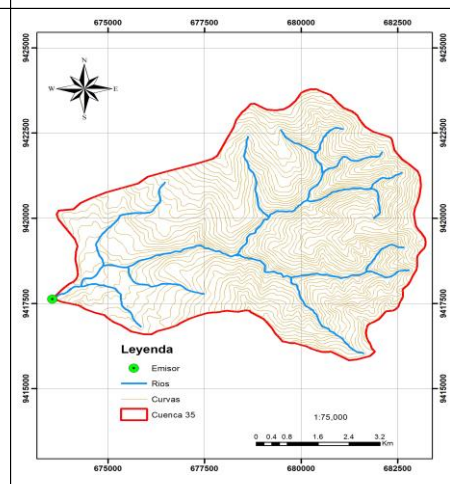 675000 677500 680000 682500
9425000 9425000
N
W E
S
9422500 9422500
9420000 9420000
9417500 9417500
9415000 9415000
Leyenda
Emisor
Rios
Curvas
Cuenca 35
1:75,000
0 0.4 0.8 1.6 2.4 3.2
Km
675000 677500 680000 682500